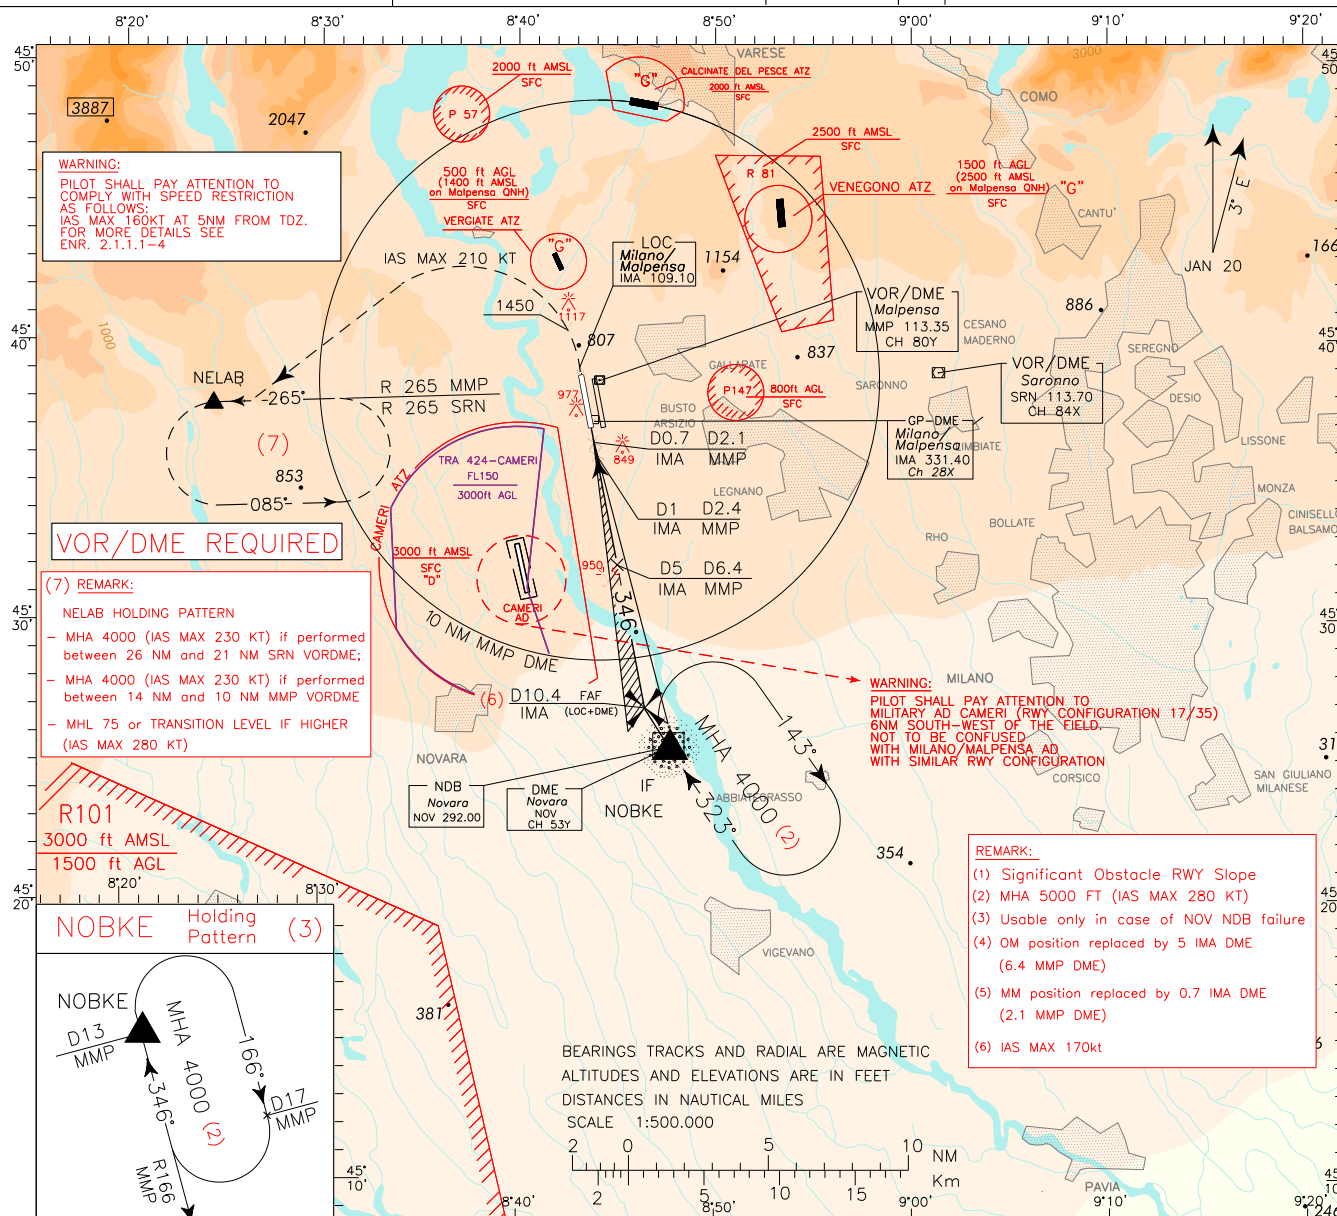 8°20'
8°30'
8°40'
8°50'
9°00'
9°10'
9°20'
45°
50'
45°
50'
3887
2047
2000 ft AMSL
SFC
P 57
"G"
CALCINATE DEL PESCE ATZ
2000 ft AMSL
SFC
VARESE
3000
COMO
WARNING:
PILOT SHALL PAY ATTENTION TO
COMPLY WITH SPEED RESTRICTION
AS FOLLOWS:
IAS MAX 160KT AT 5NM FROM TDZ.
FOR MORE DETAILS SEE
ENR. 2.1.1.1-4
500 ft AGL
(1400 ft AMSL
on Malpensa QNH)
SFC
VERGIATE ATZ
"G"
2500 ft AMSL
SFC
R 81
VENEGONO ATZ
1500 ft AGL
(2500 ft AMSL
on Malpensa QNH)
SFC
"G"
CANTU'
3° E
JAN 20
166
IAS MAX 210 KT
LOC
Milano/
Malpensa
IMA 109.10
1154
1450
1117
807
VOR/DME
Malpensa
MMP 113.35
CH 80Y
CESANO
MADERNO
886
1000
45°
40'
45°
40'
837
SEREGNO
NELAB
265°
R 265 MMP
R 265 SRN
GALLARATE
SARONNO
VOR/DME
Saronno
SRN 113.70
CH 84X
DESIO
977
P147
800ft AGL
SFC
BUSTO
ARSIZIO
GP-DME
Milano/
Malpensa
IMA 331.40
Ch 28X
LIMBIATE
LISSONE
(7)
D0.7 D2.1
IMA MMP
849
TRA 424-CAMERI
FL150
3000ft AGL
CAMERI ATZ
853
085°
LEGNANO
MONZA
D1 D2.4
IMA MMP
BOLLATE
CINISELLO
BALSAMO
RHO
VOR/DME REQUIRED
3000 ft AMSL
SFC
"D"
950
D5 D6.4
IMA MMP
CAMERI
AD
346°
10 NM MMP DME
45°
30'
45°
30'
(7) REMARK:
NELAB HOLDING PATTERN
– MHA 4000 (IAS MAX 230 KT) if performed
between 26 NM and 21 NM SRN VORDME;
– MHA 4000 (IAS MAX 230 KT) if performed
between 14 NM and 10 NM MMP VORDME
– MHL 75 or TRANSITION LEVEL IF HIGHER
(IAS MAX 280 KT)
(6)
D10.4
IMA
FAF
(LOC+DME)
MILANO
WARNING:
PILOT SHALL PAY ATTENTION TO
MILITARY AD CAMERI (RWY CONFIGURATION 17/35)
6NM SOUTH-WEST OF THE FIELD.
NOT TO BE CONFUSED
WITH MILANO/MALPENSA AD
WITH SIMILAR RWY CONFIGURATION
143°
MHA 4000 (2)
323°
NOVARA
NDB
Novara
NOV 292.00
DME
Novara
NOV
CH 53Y
IF
NOBKE
ABBIATEGRASSO
CORSICO
SAN GIULIANO
MILANESE
R101
3000 ft AMSL
1500 ft AGL
354
8°20'
8°30'
45°
20'
45°
20'
REMARK:
(1) Significant Obstacle RWY Slope
(2) MHA 5000 FT (IAS MAX 280 KT)
(3) Usable only in case of NOV NDB failure
(4) OM position replaced by 5 IMA DME
(6.4 MMP DME)
(5) MM position replaced by 0.7 IMA DME
(2.1 MMP DME)
(6) IAS MAX 170kt
NOBKE
Holding
Pattern
(3)
VIGEVANO
NOBKE
D13
MMP
MHA 4000 (2)
166°
346°
D17
MMP
R166
MMP
381
BEARINGS TRACKS AND RADIAL ARE MAGNETIC
ALTITUDES AND ELEVATIONS ARE IN FEET
DISTANCES IN NAUTICAL MILES
SCALE 1:500.000
2 0 5 10 NM
2 5 10 15 Km
PAVIA
45°
10'
45°
10'
8°40'
8°50'
9°00'
9°10'
9°20'